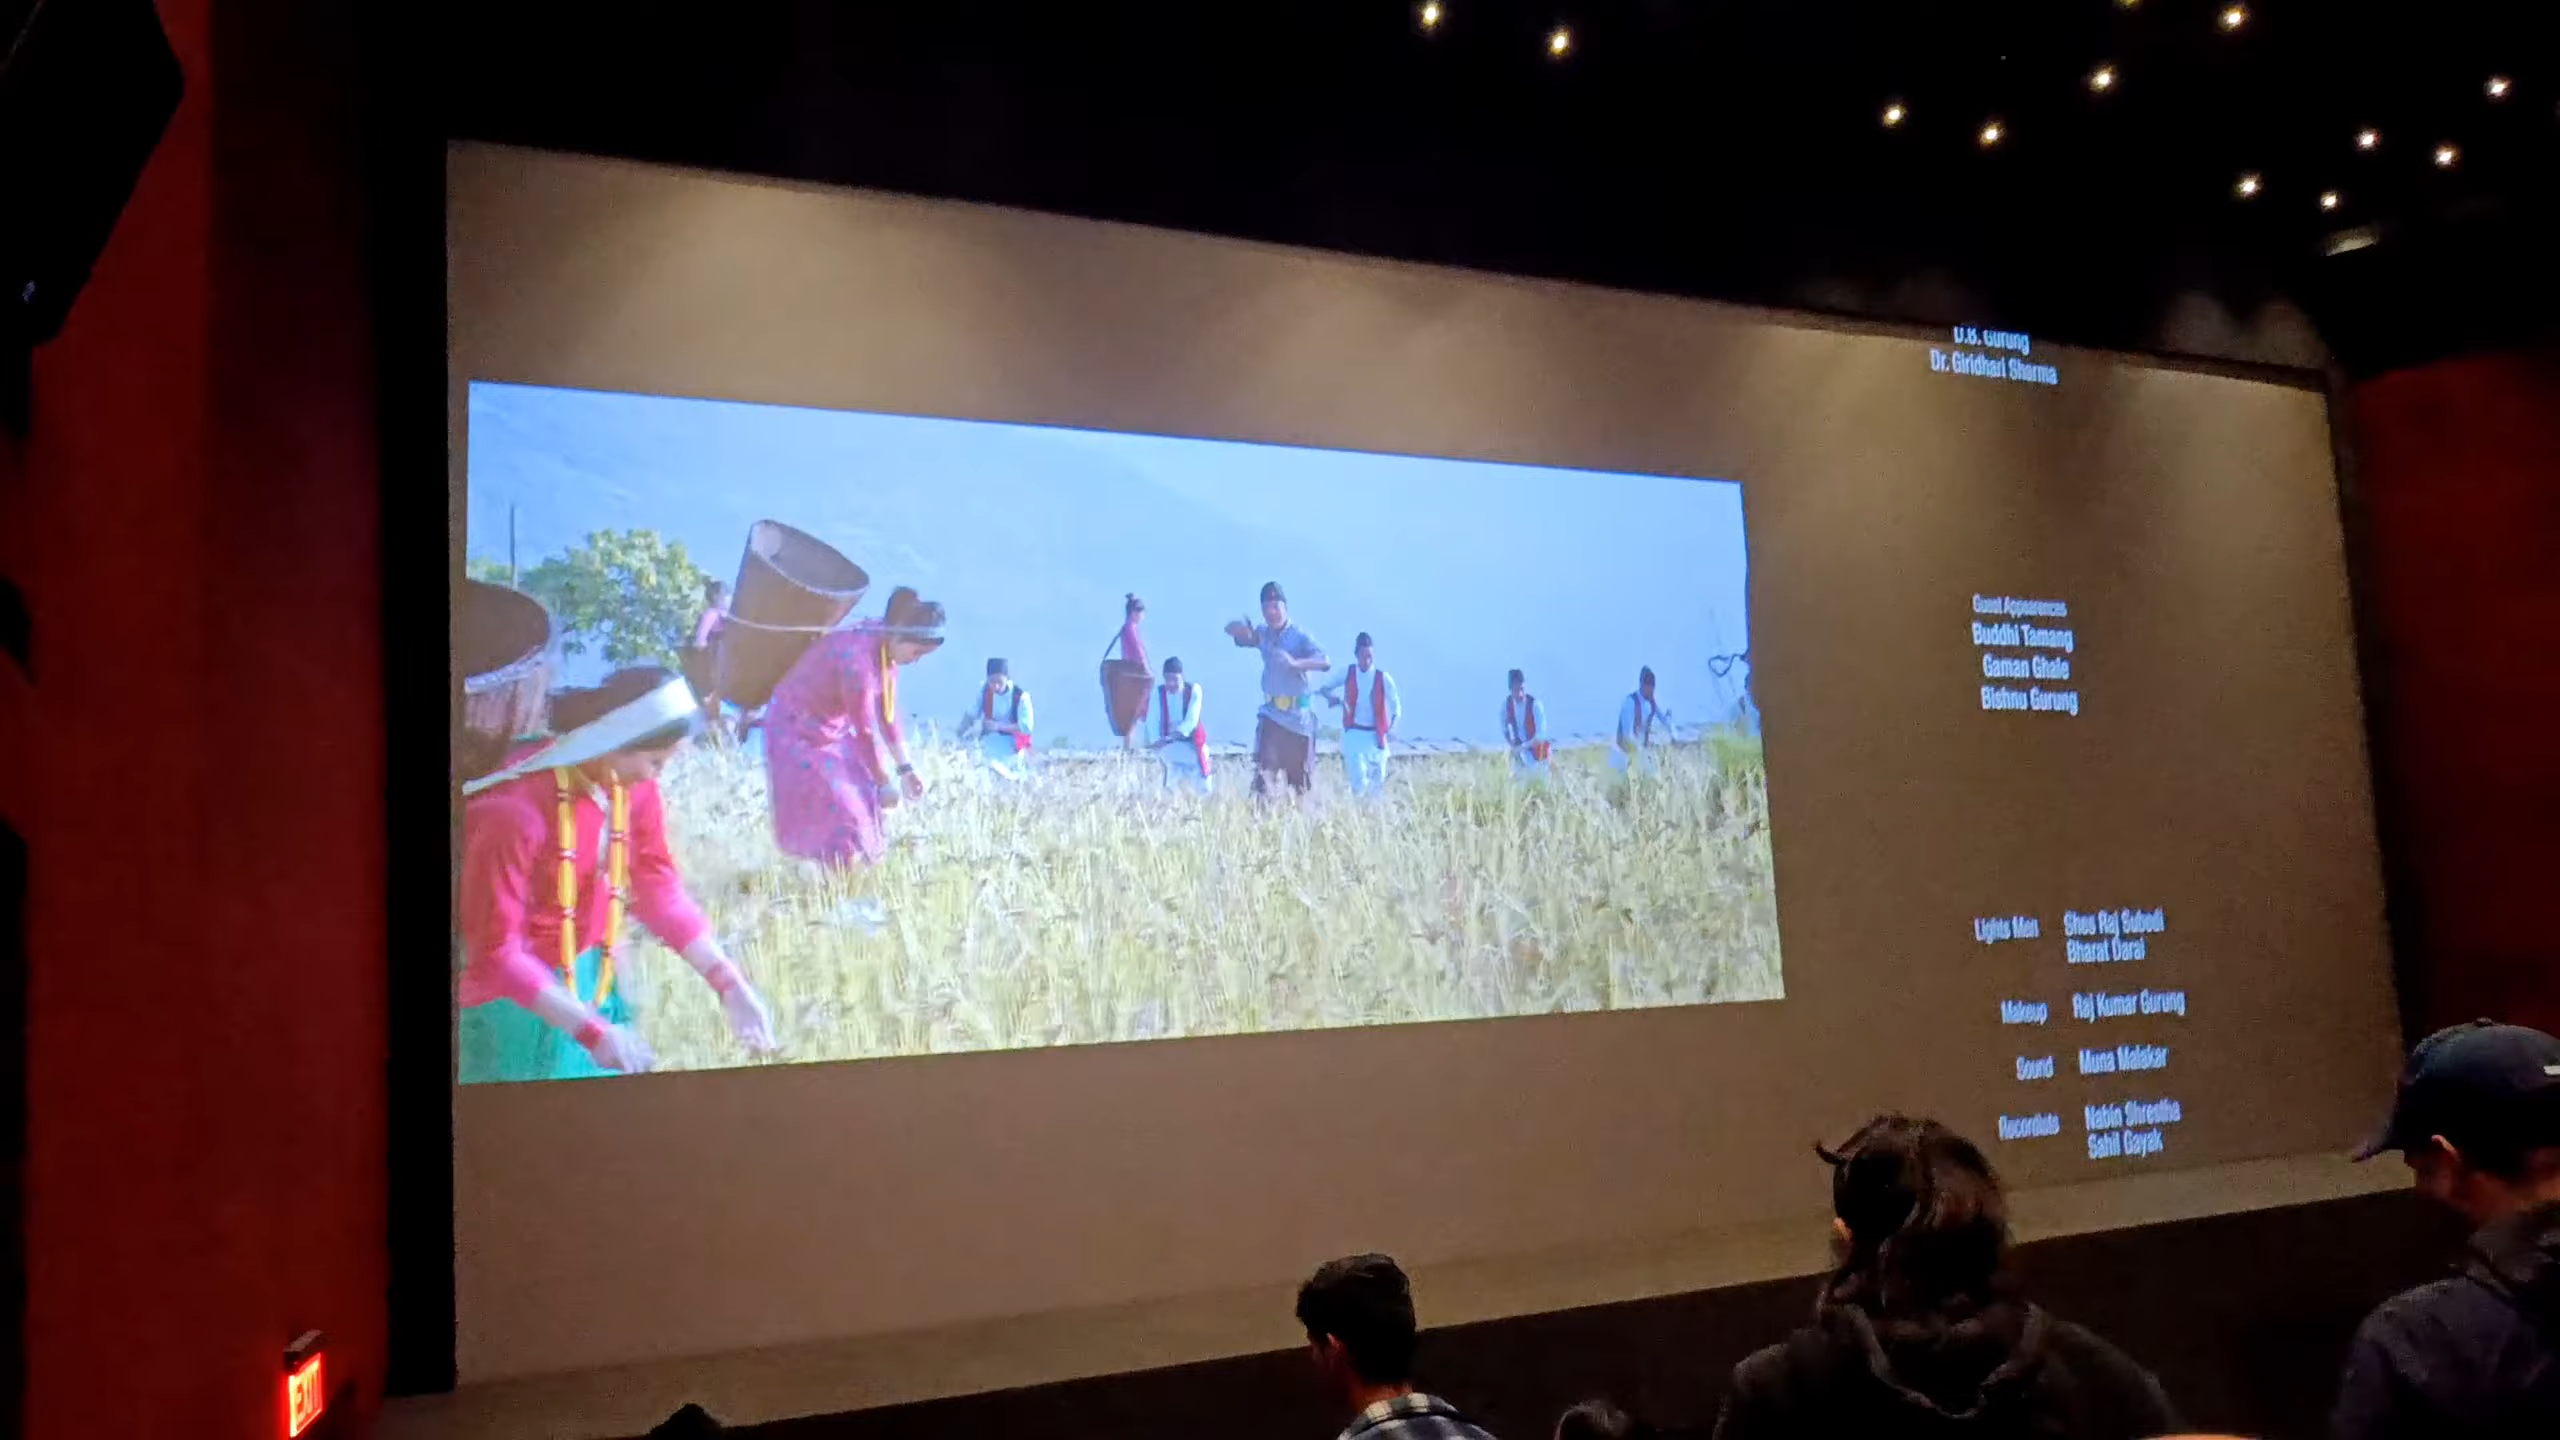 D.B. Gurung
Dr. Giridhari Sharma
Guest Appearences
Buddhi Tamang
Gaman Ghale
Bishnu Gurung
Lights Men Shes Raj Subedi
Bharat Darai
Makeup Raj Kumar Gurung
Sound Muna Malakar
Recordists Nabin Shrestha
Sahil Gayak
EXIT